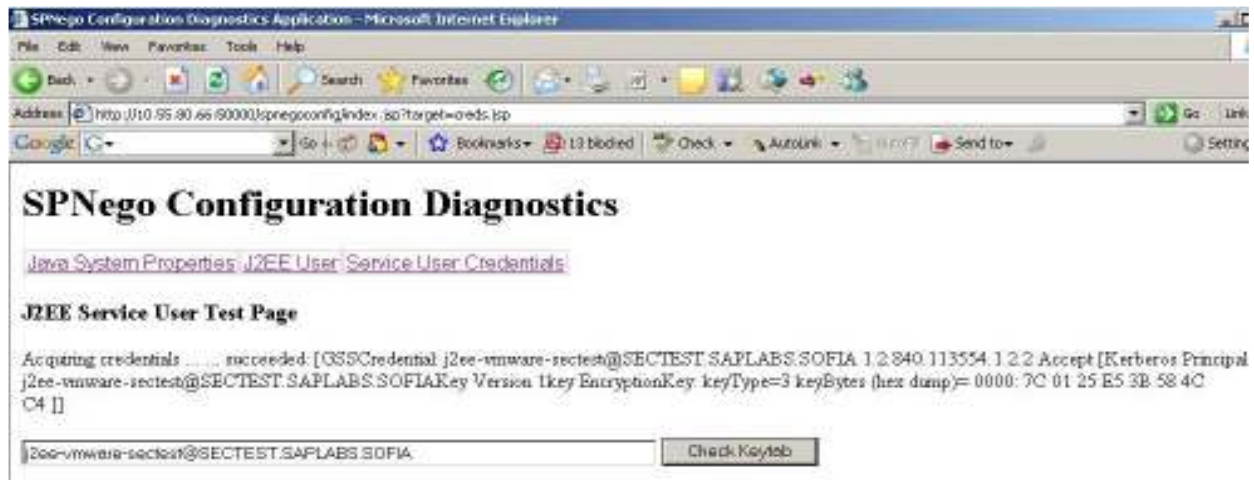 SPNego Configuration Diagnostics Application - Microsoft Internet Explorer
File Edit View Favorites Tools Help
Back Search Favorites
Address http://10.55.80.66:50000/spnegoconfig/index.jsp?target=creds.jsp Go Link
Google G Go Bookmarks 13 blocked Check AutoLink Send to Setting
SPNego Configuration Diagnostics
Java System Properties J2EE User Service User Credentials
J2EE Service User Test Page
Acquiring credentials ... ... succeeded: [GSSCredential: j2ee-vmware-sectest@SECTEST.SAPLABS.SOFIA 1.2.840.113554.1.2.2 Accept [Kerberos Principal
j2ee-vmware-sectest@SECTEST.SAPLABS.SOFIAKey Version 1key EncryptionKey: keyType=3 keyBytes (hex dump)= 0000: 7C 01 25 E5 3B 58 4C
C4 ]]
j2ee-vmware-sectest@SECTEST.SAPLABS.SOFIA Check Keytab